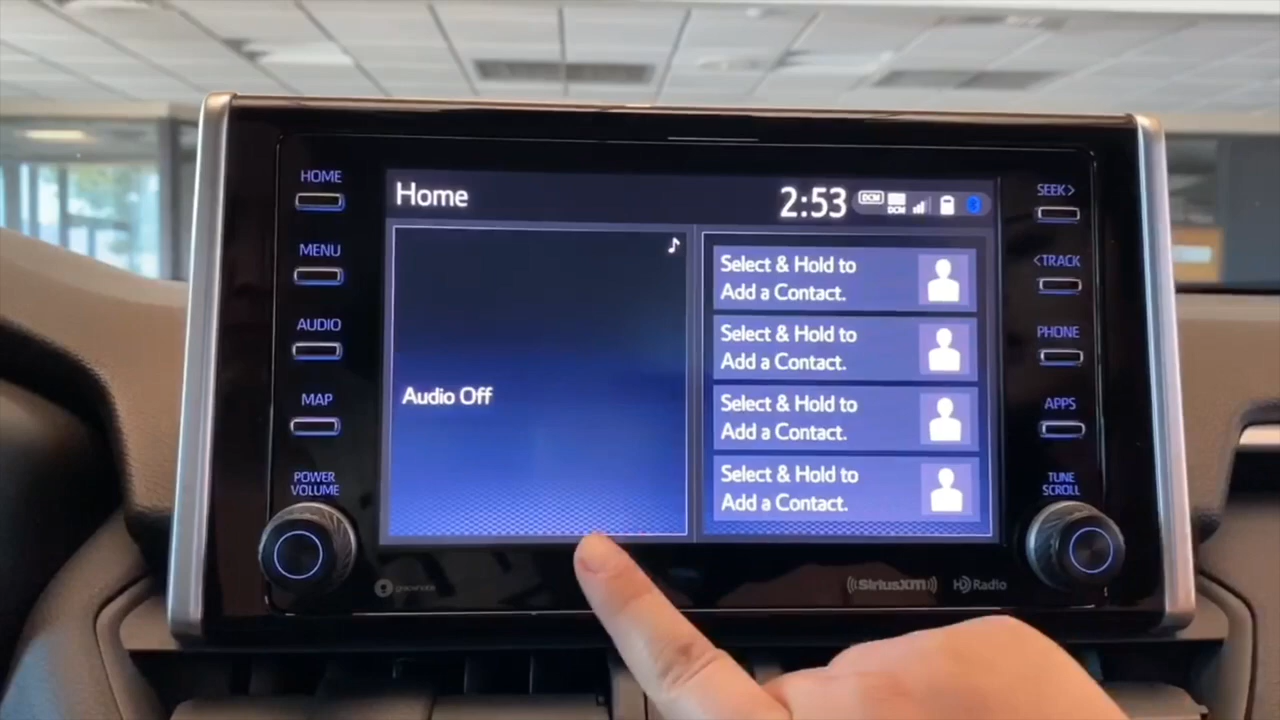 HOME
MENU
AUDIO
MAP
POWER
VOLUME
Home
2:53
DCM
DCM
Audio Off
Select & Hold to
Add a Contact.
Select & Hold to
Add a Contact.
Select & Hold to
Add a Contact.
Select & Hold to
Add a Contact.
SEEK>
<TRACK
PHONE
APPS
TUNE
SCROLL
gracenote
((SiriusXM))
HD Radio